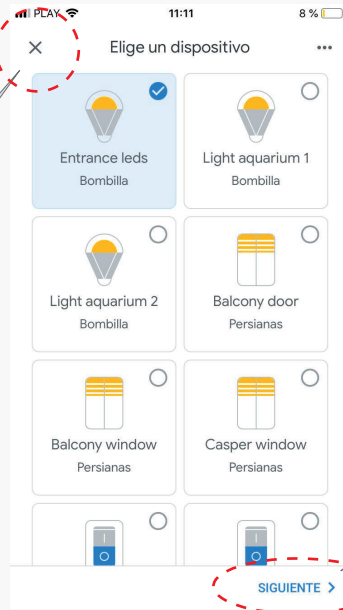 PLAY 11:11 8 %
Elige un dispositivo
Entrance leds
Bombilla
Light aquarium 1
Bombilla
Light aquarium 2
Bombilla
Balcony door
Persianas
Balcony window
Persianas
Casper window
Persianas
SIGUIENTE